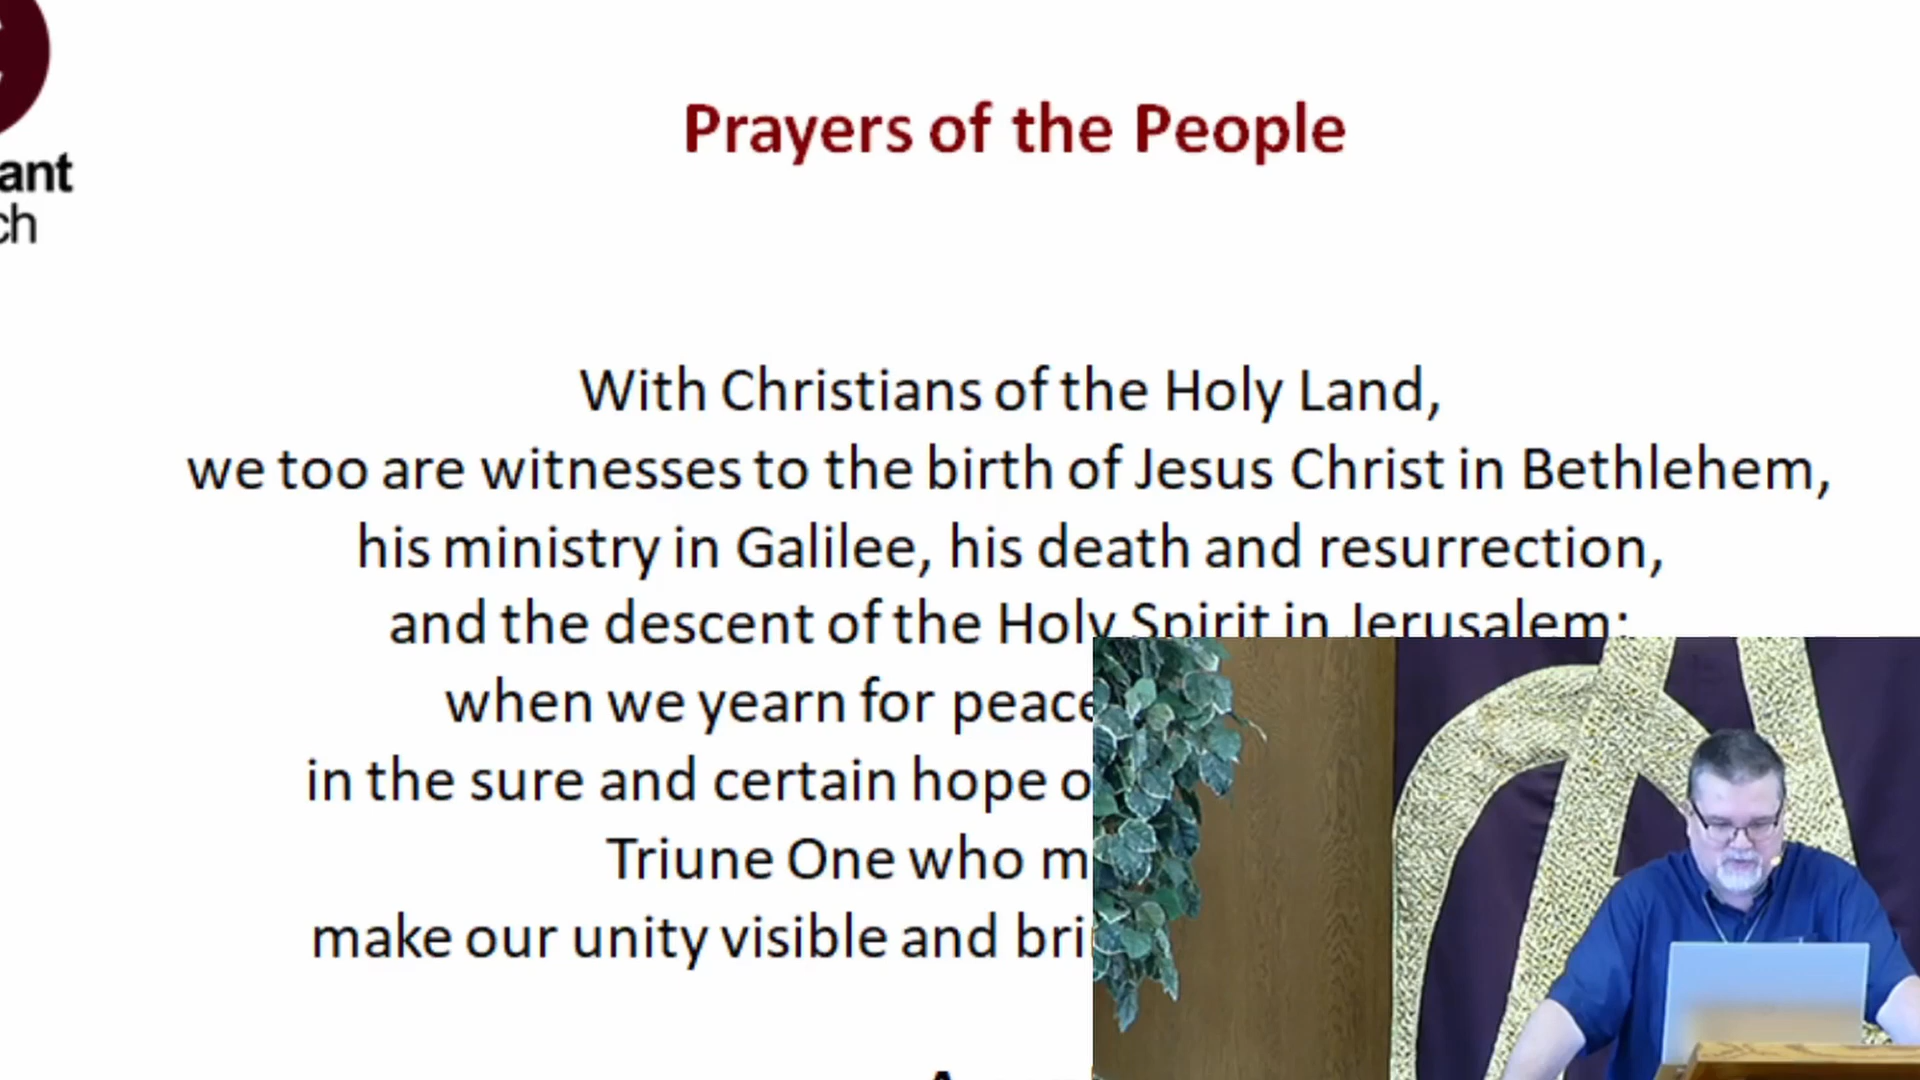 ant
ch
Prayers of the People
With Christians of the Holy Land,
we too are witnesses to the birth of Jesus Christ in Bethlehem,
his ministry in Galilee, his death and resurrection,
and the descent of the Holy Spirit in Jerusalem;
when we yearn for peace
in the sure and certain hope o
Triune One who m
make our unity visible and bri